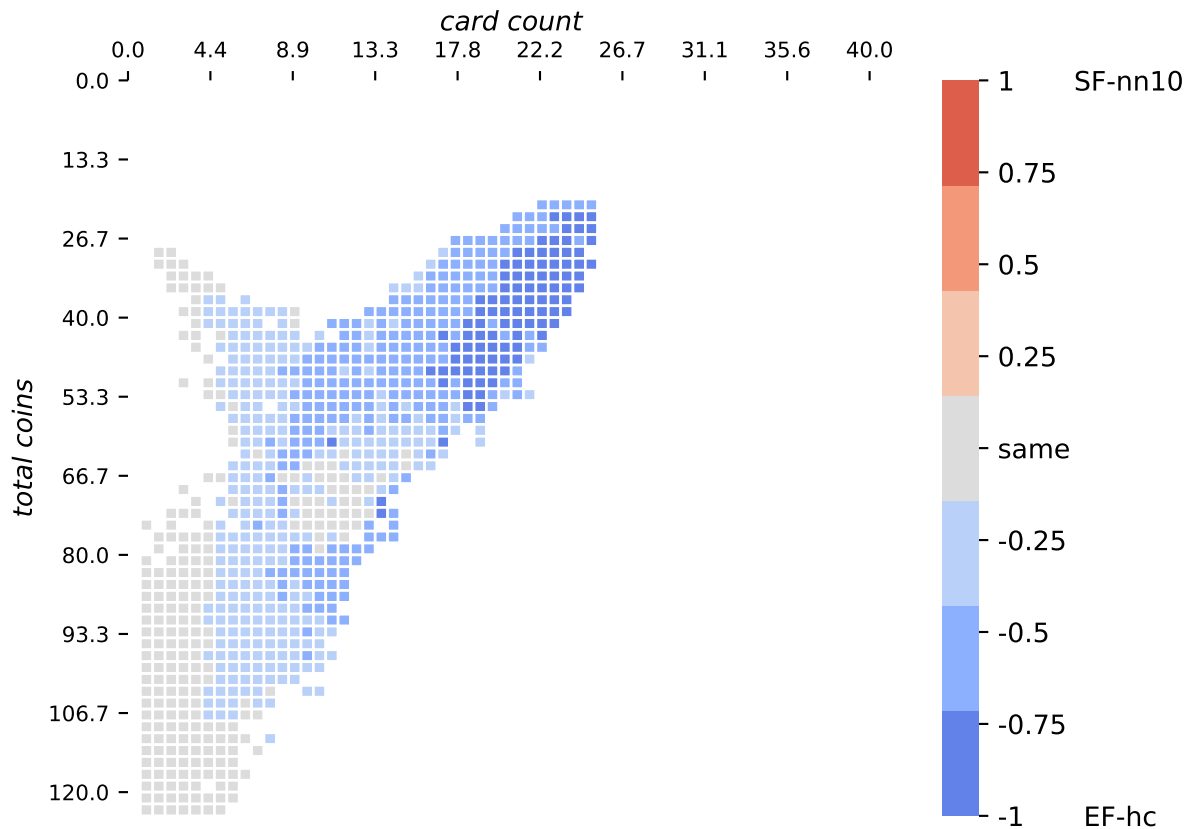 card count
0.0 4.4 8.9 13.3 17.8 22.2 26.7 31.1 35.6 40.0
total coins
0.0
13.3
26.7
40.0
53.3
66.7
80.0
93.3
106.7
120.0
1 SF-nn10
0.75
0.5
0.25
same
-0.25
-0.5
-0.75
-1 EF-hc